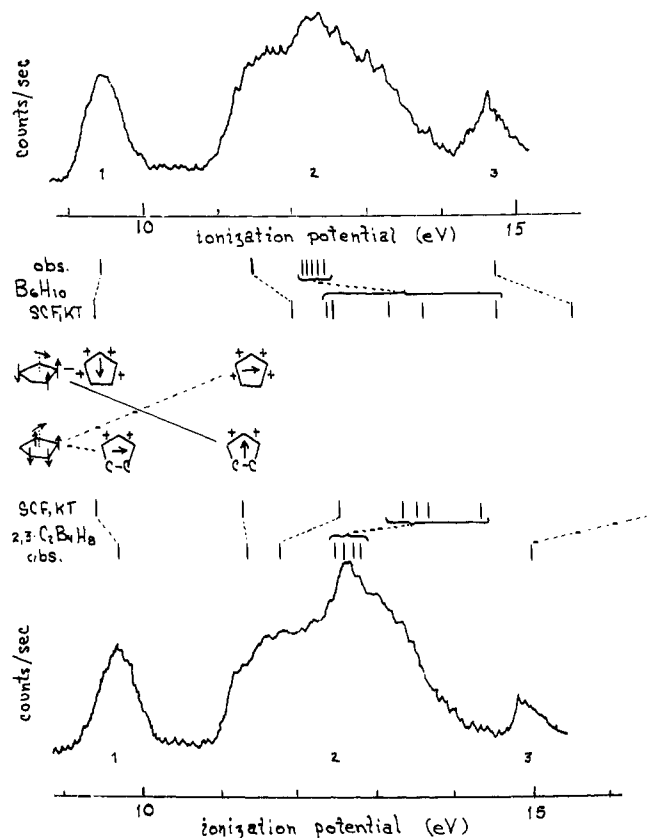 counts/sec
1 2 3
10 15
ionization potential (eV)
obs.
B6H10
SCF, KT
+ + + +
+ +
+ +
+ +
C-C C-C
SCF, KT
2,3-C2B4H8
obs.
counts/sec
1 2 3
10 15
ionization potential (eV)